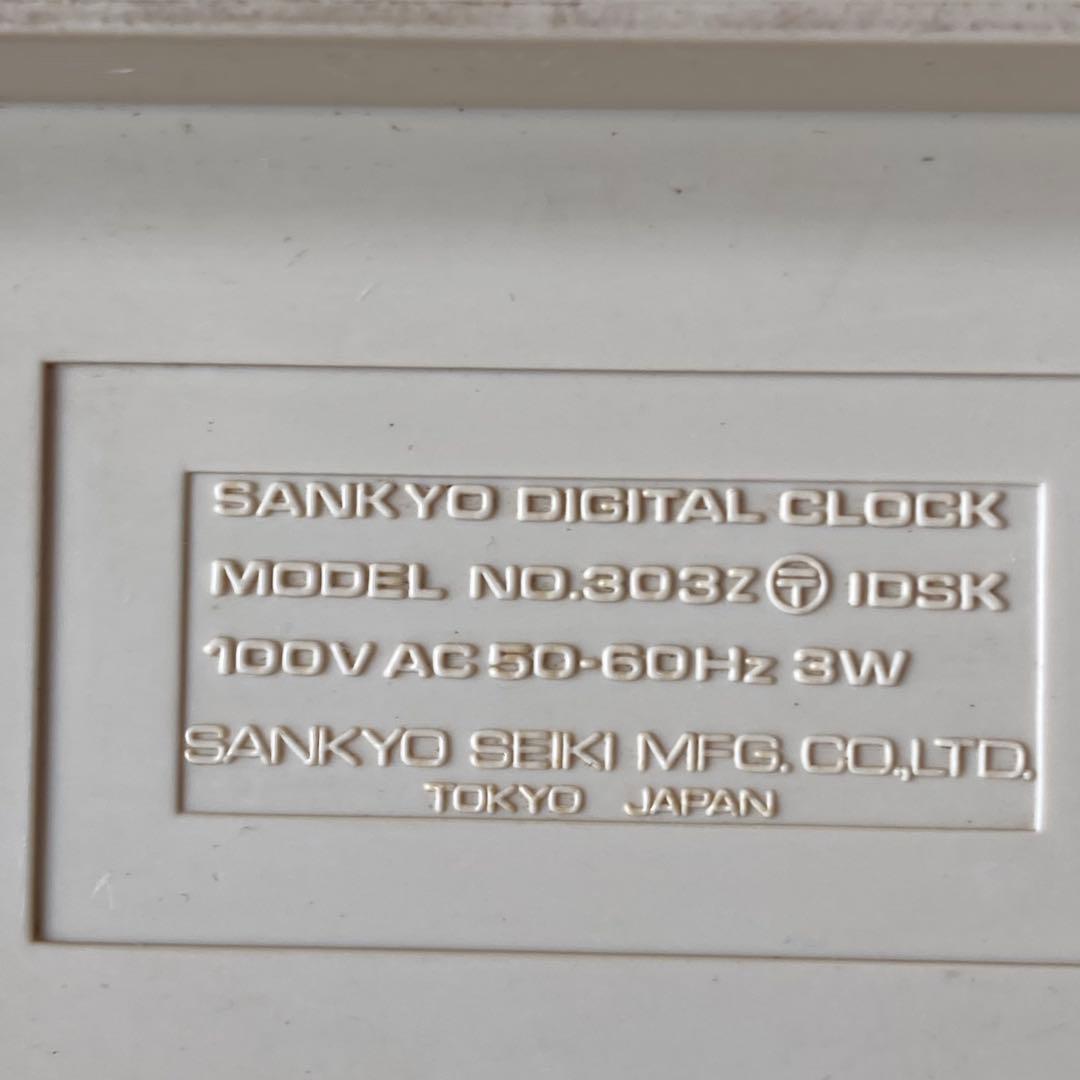 SANKYO DIGITAL CLOCK
MODEL NO.303Z 〶 IDSK
100V AC 50-60Hz 3W
SANKYO SEIKI MFG. CO.,LTD.
TOKYO JAPAN